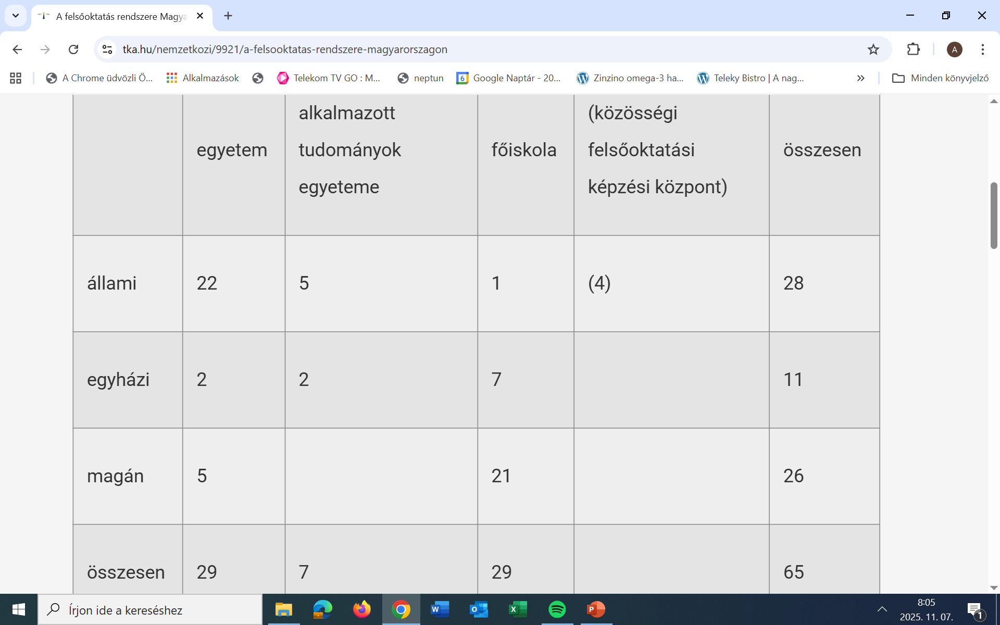 A felsőoktatás rendszere Magya
tka.hu/nemzetkozi/9921/a-felsooktatas-rendszere-magyarorszagon
A
A Chrome üdvözli Ö...
Alkalmazások
Telekom TV GO : M...
neptun
6
Google Naptár - 20...
Zinzino omega-3 ha...
Teleky Bistro | A nag...
Minden könyvjelző
egyetem
alkalmazott
tudományok
egyeteme
főiskola
(közösségi
felsőoktatási
képzési központ)
összesen
állami 22 5 1 (4) 28
egyházi 2 2 7 11
magán 5 21 26
összesen 29 7 29 65
Írjon ide a kereséshez
8:05
2025. 11. 07.
1